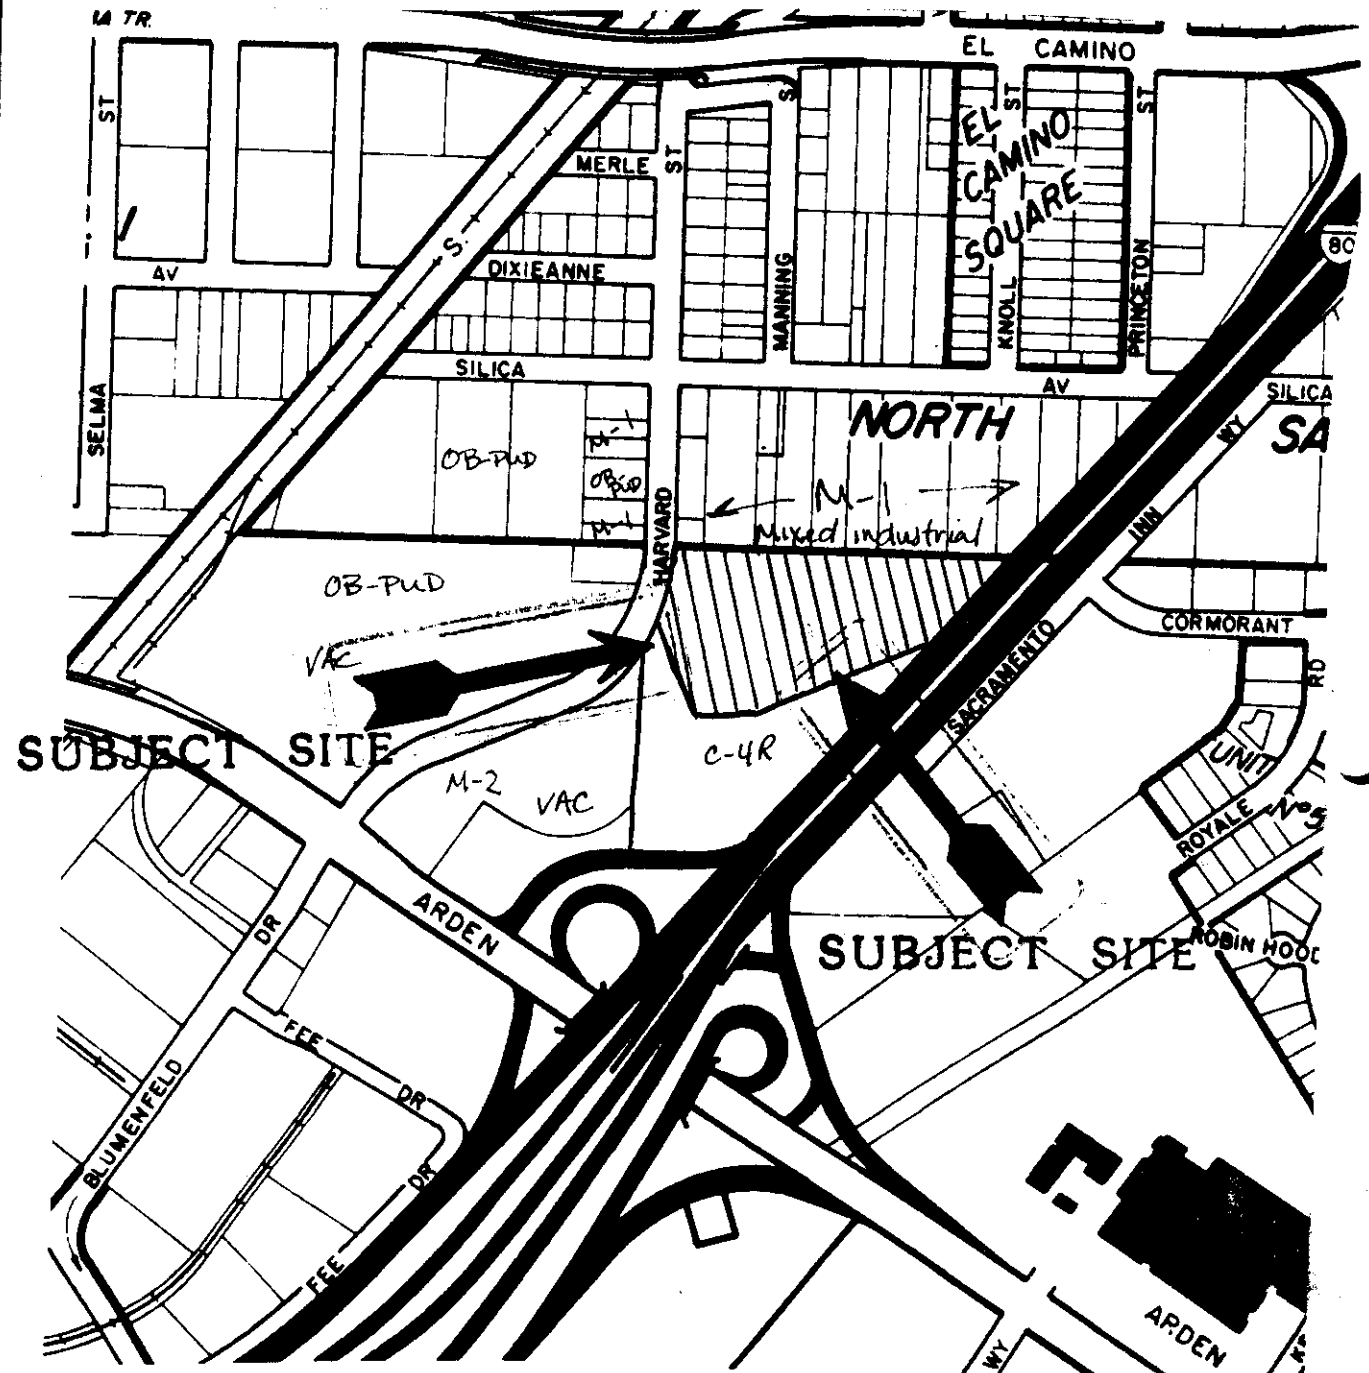 ST
EL CAMINO
ST
ST
ST
EL
CAMINO
SQUARE
MERLE
S.
AV
DIXIEANNE
MANNING
KNOLL
PRINCETON
80
SILICA
AV
SILICA
SELMA
NORTH
SA
WY
OB-PUD
M-1
OB
PUD
M-1
HARVARD
M-1
Mixed industrial
INN
OB-PUD
CORMORANT
VAC
SACRAMENTO
RD
SUBJECT SITE
M-2
VAC
C-4R
UNIT
Nº5
ROYALE
ARDEN
DR
SUBJECT SITE
ROBIN HOOD
FEE
DR
BLUMENFELD
DR
FEE
ARDEN
WY